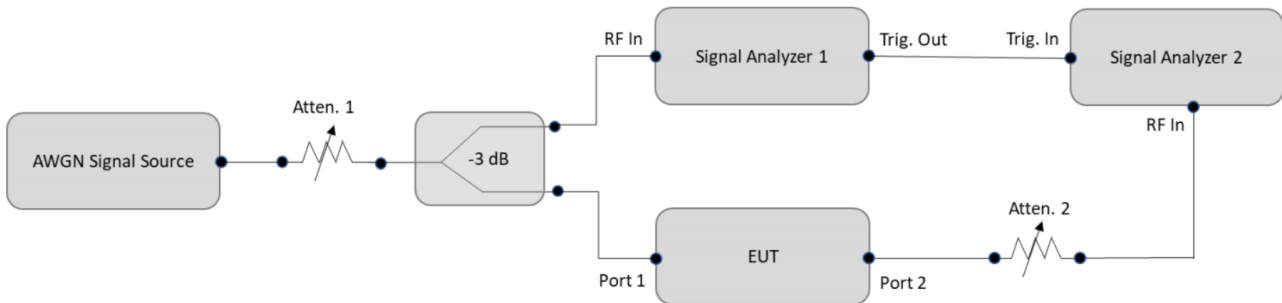 RF In
Signal Analyzer 1
Trig. Out
Trig. In
Signal Analyzer 2
Atten. 1
RF In
AWGN Signal Source
-3 dB
Atten. 2
EUT
Port 1
Port 2